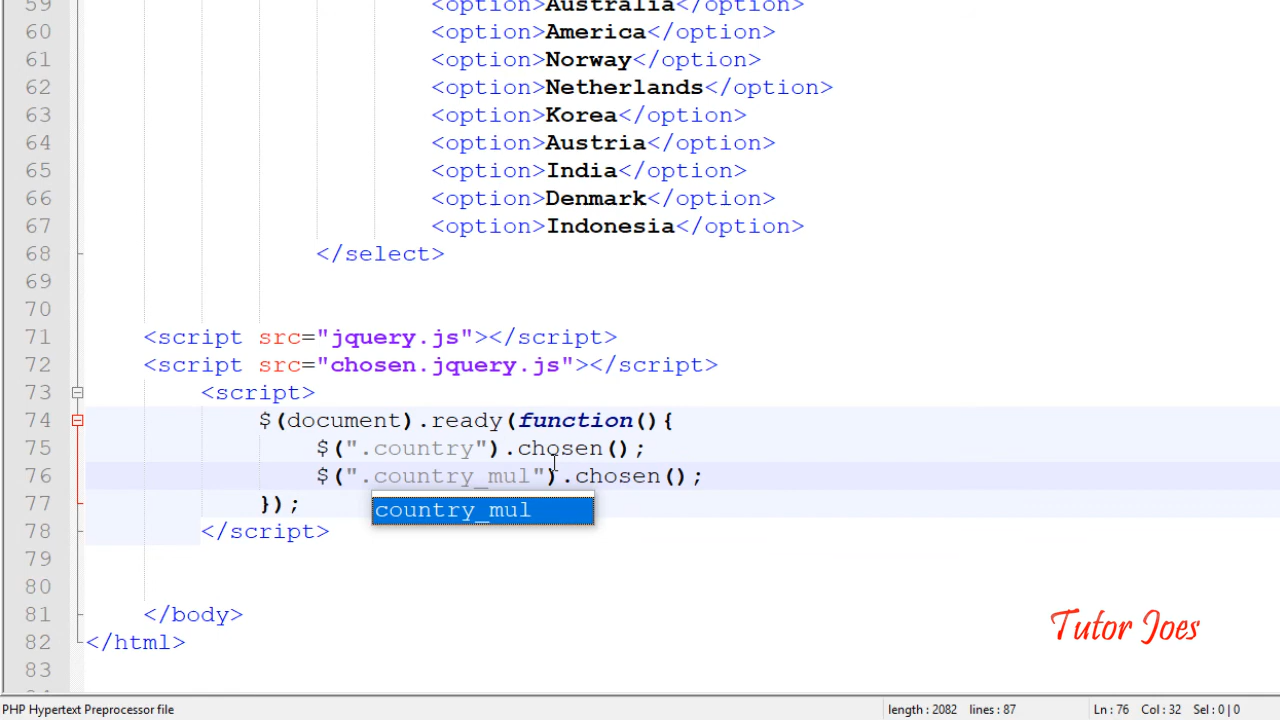 59 <option>Australia</option>
60 <option>America</option>
61 <option>Norway</option>
62 <option>Netherlands</option>
63 <option>Korea</option>
64 <option>Austria</option>
65 <option>India</option>
66 <option>Denmark</option>
67 <option>Indonesia</option>
68 </select>
69
70
71 <script src="jquery.js"></script>
72 <script src="chosen.jquery.js"></script>
73 <script>
74 $(document).ready(function(){
75 $(".country").chosen();
76 $(".country_mul").chosen();
77 });
country_mul
78 </script>
79
80
81 </body>
82 </html>
83
Tutor Joes
PHP Hypertext Preprocessor file length : 2082 lines : 87 Ln : 76 Col : 32 Sel : 0 | 0